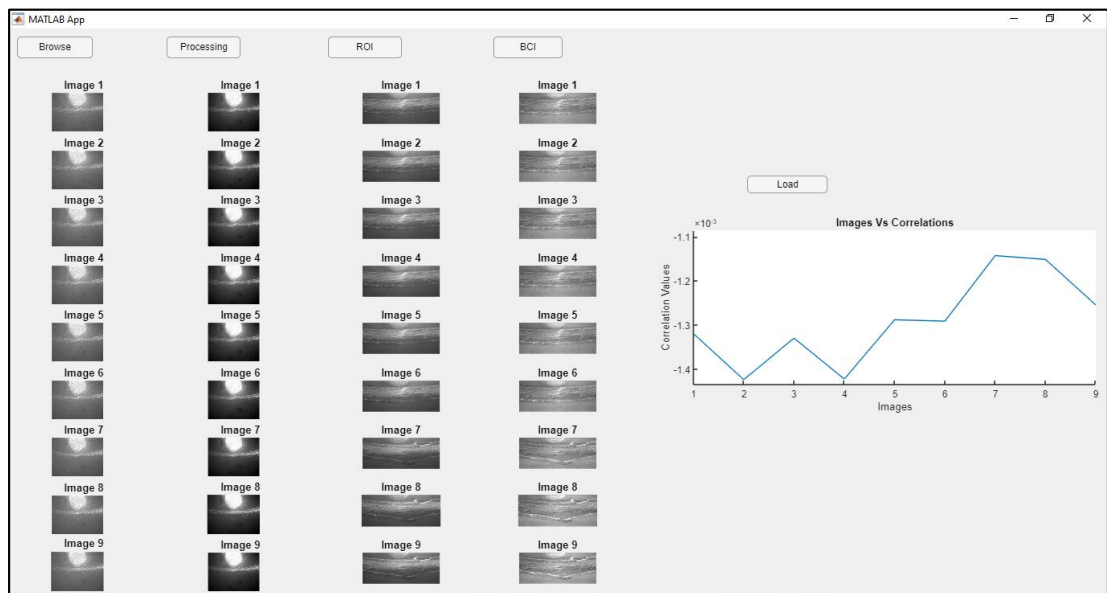 MATLAB App
Browse Processing ROI BCI
Image 1 Image 1 Image 1 Image 1
Image 2 Image 2 Image 2 Image 2
Image 3 Image 3 Image 3 Image 3
Image 4 Image 4 Image 4 Image 4
Image 5 Image 5 Image 5 Image 5
Image 6 Image 6 Image 6 Image 6
Image 7 Image 7 Image 7 Image 7
Image 8 Image 8 Image 8 Image 8
Image 9 Image 9 Image 9 Image 9
Load
×10-3
Images Vs Correlations
Correlation Values
-1.1
-1.2
-1.3
-1.4
1 2 3 4 5 6 7 8 9
Images